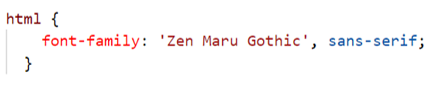 html {
    font-family: 'Zen Maru Gothic', sans-serif;
  }